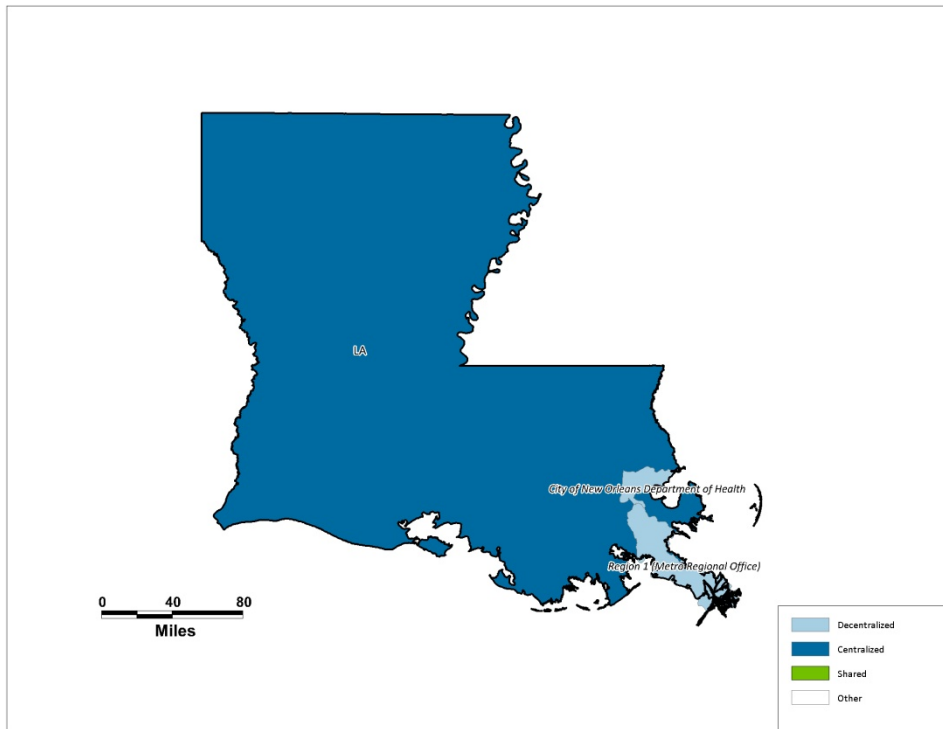 LA
City of New Orleans Department of Health
Region 1 (Metro Regional Office)
0 40 80
Miles
Decentralized
Centralized
Shared
Other